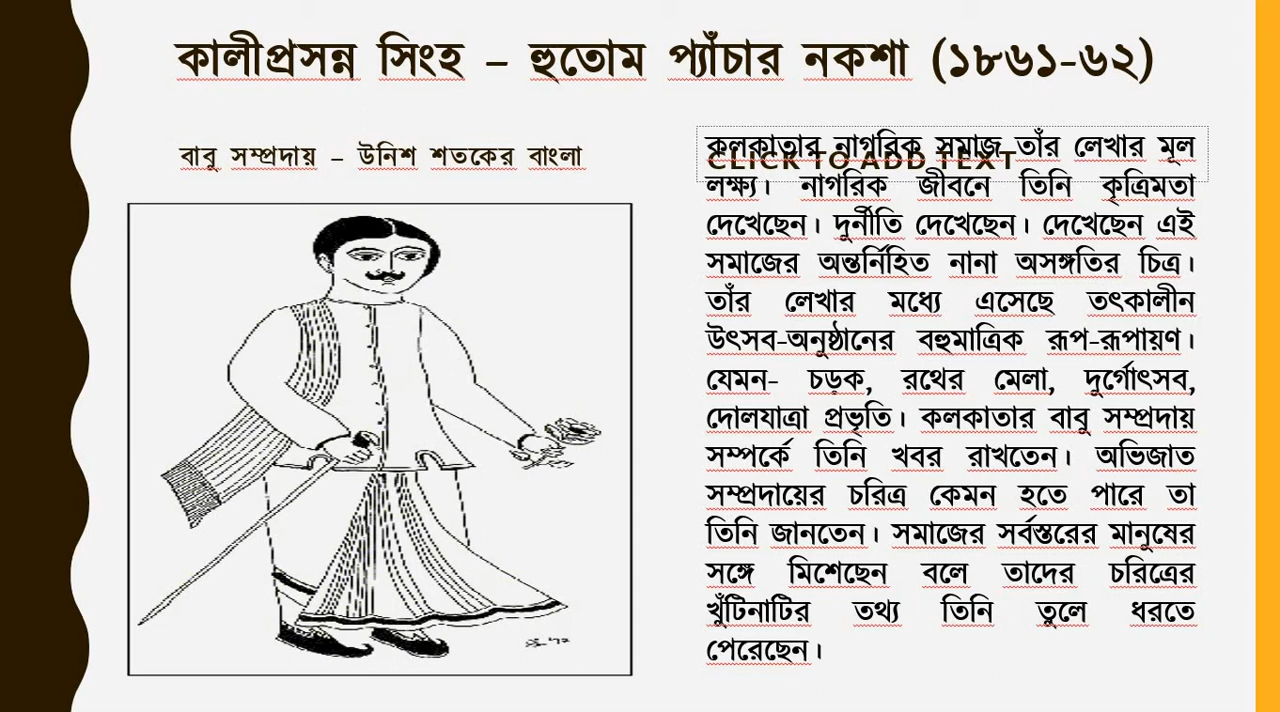 কালীপ্রসন্ন সিংহ – হুতোম প্যাঁচার নকশা (১৮৬১-৬২)
বাবু সম্প্রদায় – উনিশ শতকের বাংলা
CLICK TO ADD TEXT
কলকাতার নাগরিক সমাজ তাঁর লেখার মূল
লক্ষ্য। নাগরিক জীবনে তিনি কৃত্রিমতা
দেখেছেন। দুর্নীতি দেখেছেন। দেখেছেন এই
সমাজের অন্তর্নিহিত নানা অসঙ্গতির চিত্র।
তাঁর লেখার মধ্যে এসেছে তৎকালীন
উৎসব-অনুষ্ঠানের বহুমাত্রিক রূপ-রূপায়ণ।
যেমন- চড়ক, রথের মেলা, দুর্গোৎসব,
দোলযাত্রা প্রভৃতি। কলকাতার বাবু সম্প্রদায়
সম্পর্কে তিনি খবর রাখতেন। অভিজাত
সম্প্রদায়ের চরিত্র কেমন হতে পারে তা
তিনি জানতেন। সমাজের সর্বস্তরের মানুষের
সঙ্গে মিশেছেন বলে তাদের চরিত্রের
খুঁটিনাটির তথ্য তিনি তুলে ধরতে
পেরেছেন।